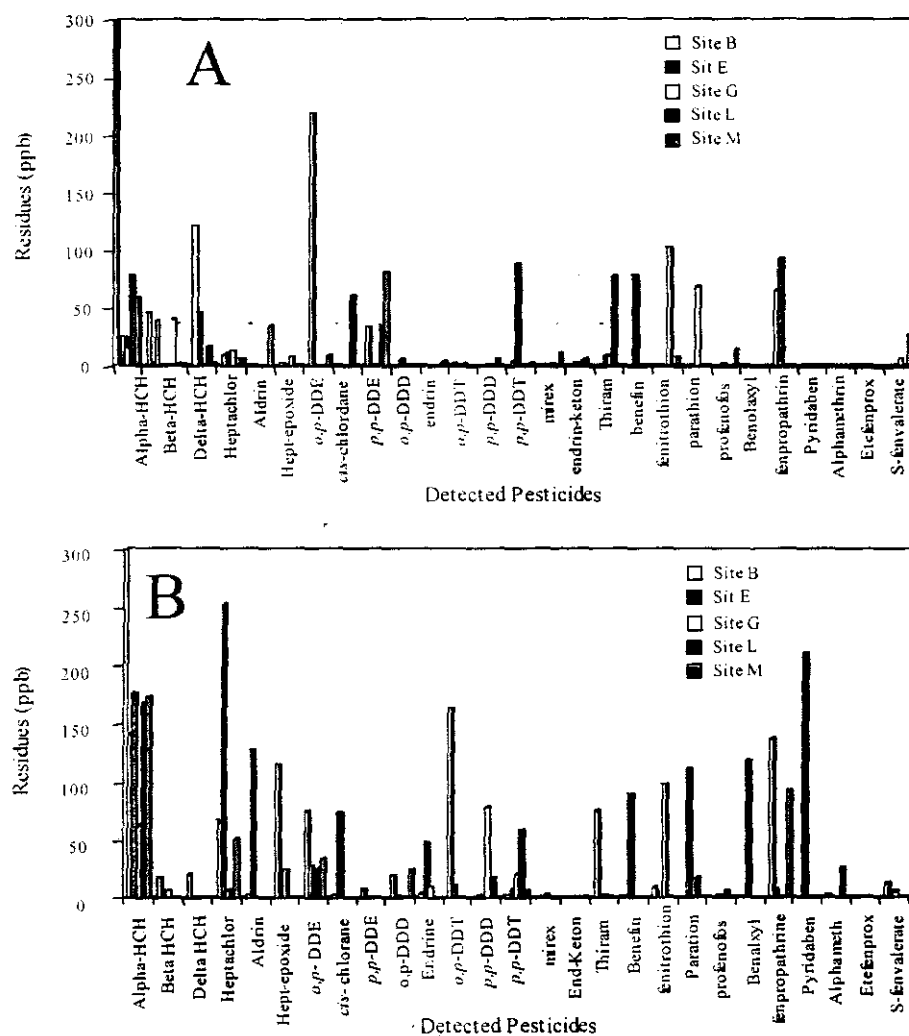 A
300
250
200
150
100
50
0
Residues (ppb)
Site B
Sit E
Site G
Site L
Site M
Alpha-HCH
Beta-HCH
Delta-HCH
Heptachlor
Aldrin
Hept-epoxide
o,p-DDE
cis-chlordane
p,p-DDE
o,p-DDD
endrin
o,p-DDT
p,p-DDD
p,p-DDT
mirex
endrin-keton
Thiram
benefin
fenitrothion
parathion
profenofos
Benolaxyl
fenpropathrin
Pyridaben
Alphamethrin
Etefenprox
S-fenvalerate
Detected Pesticides
B
300
250
200
150
100
50
0
Residues (ppb)
Site B
Sit E
Site G
Site L
Site M
Alpha-HCH
Beta HCH
Delta HCH
Heptachlor
Aldrin
Hept-epoxide
o,p- DDE
cis- chlorane
p,p-DDE
o,p-DDD
Endrine
o,p-DDT
p,p-DDD
p,p-DDT
mirex
End-Keton
Thiram
Benefin
fenitrothion
Paration
profenofos
Benalxyl
fenpropathrine
Pyridaben
Alphameth
Etefenprox
S-fenvalerate
Detected Pesticides